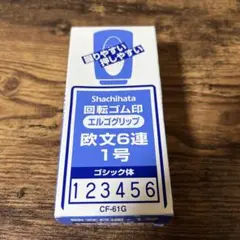 回りやすい
押しやすい
Shachihata
回転ゴム印
エルゴグリップ
欧文6連
1号
ゴシック体
123456
CF-61G